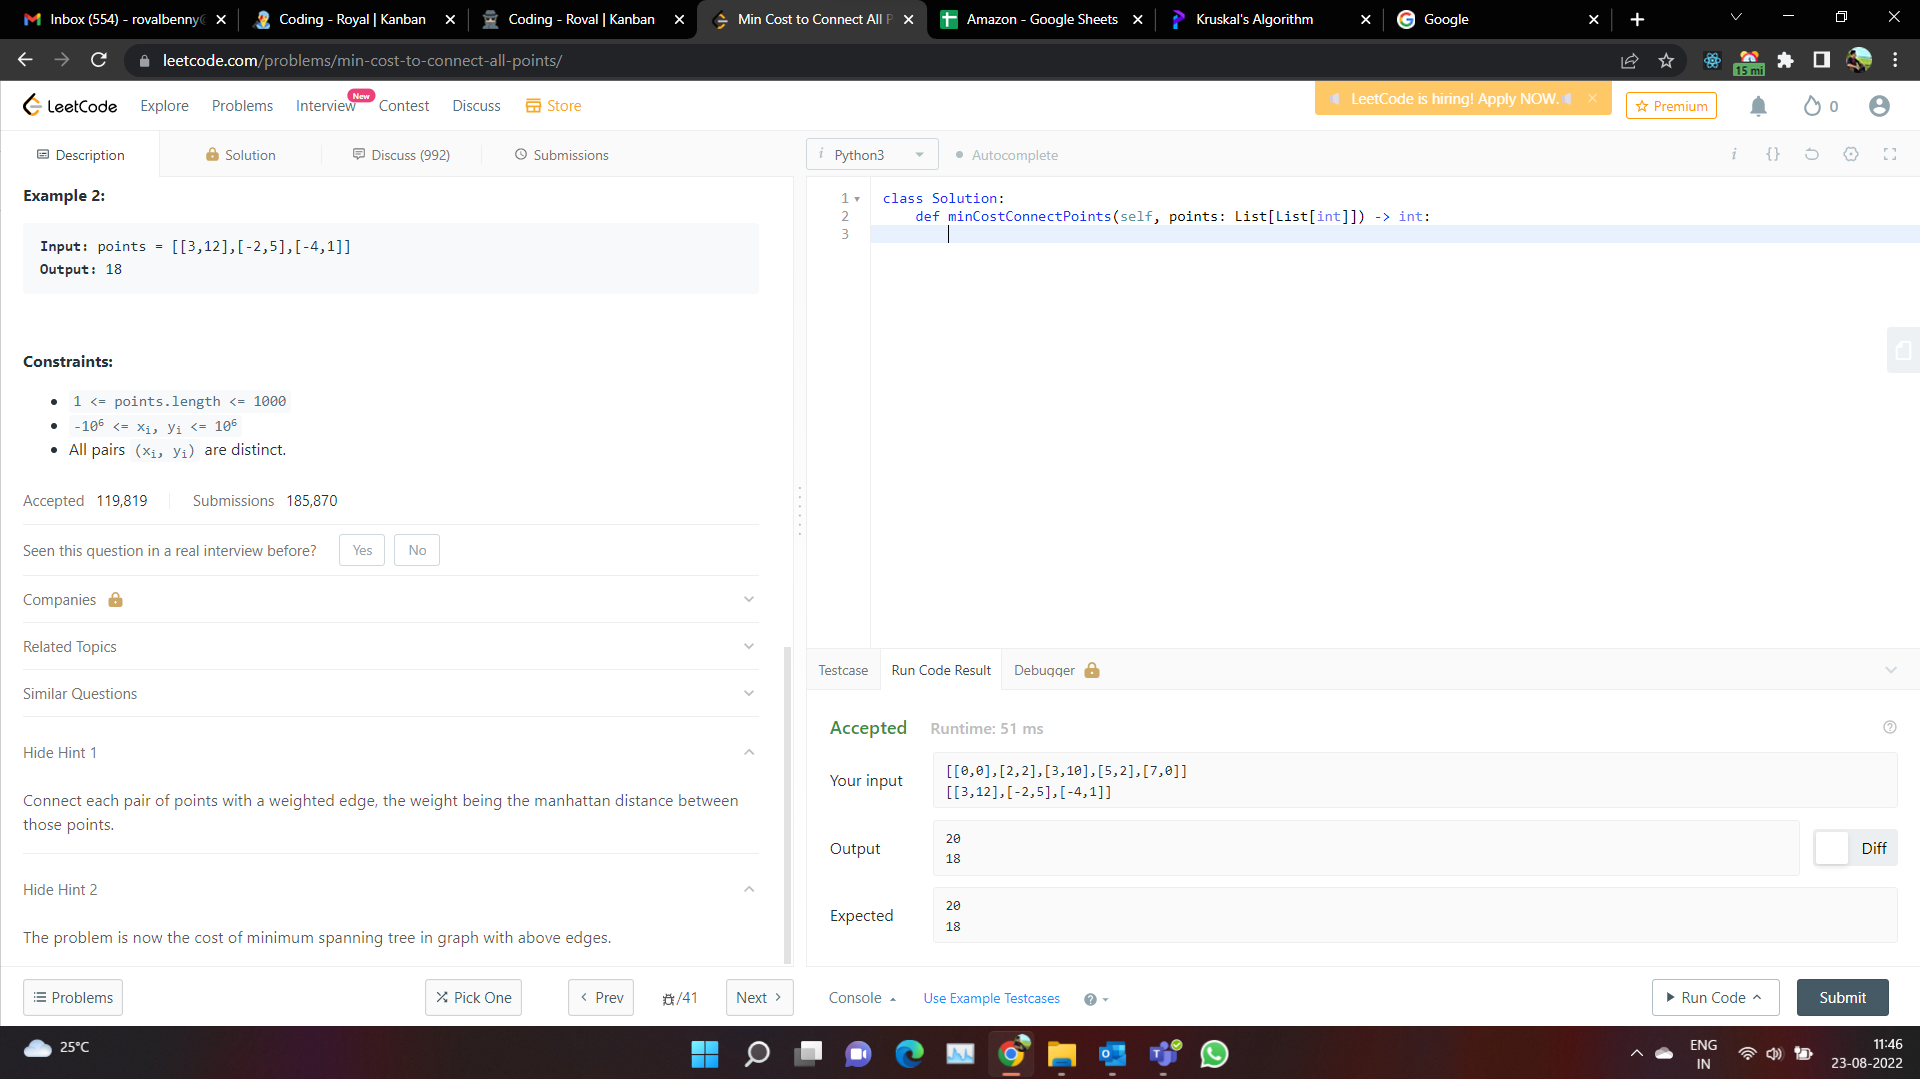 Inbox (554) - rovalbenny@
Coding - Royal | Kanban
Coding - Roval | Kanban
Min Cost to Connect All P
Amazon - Google Sheets
Kruskal's Algorithm
Google
leetcode.com/problems/min-cost-to-connect-all-points/
15 mi
LeetCode
Explore
Problems
Interview
New
Contest
Discuss
Store
LeetCode is hiring! Apply NOW.
Premium
0
Description
Solution
Discuss (992)
Submissions
i Python3
Autocomplete
i {}
Example 2:
Input: points = [[3,12],[-2,5],[-4,1]]
Output: 18
Constraints:
1 <= points.length <= 1000
-10⁶ <= xᵢ, yᵢ <= 10⁶
All pairs (xᵢ, yᵢ) are distinct.
Accepted 119,819 Submissions 185,870
Seen this question in a real interview before? Yes No
Companies
Related Topics
Similar Questions
Hide Hint 1
Connect each pair of points with a weighted edge, the weight being the manhattan distance between
those points.
Hide Hint 2
The problem is now the cost of minimum spanning tree in graph with above edges.
1 class Solution:
2 def minCostConnectPoints(self, points: List[List[int]]) -> int:
3
Testcase
Run Code Result
Debugger
Accepted Runtime: 51 ms
Your input
[[0,0],[2,2],[3,10],[5,2],[7,0]]
[[3,12],[-2,5],[-4,1]]
Output
20
18
Diff
Expected
20
18
Problems
Pick One
Prev
/41
Next
Console
Use Example Testcases
Run Code
Submit
25°C
ENG
IN
11:46
23-08-2022